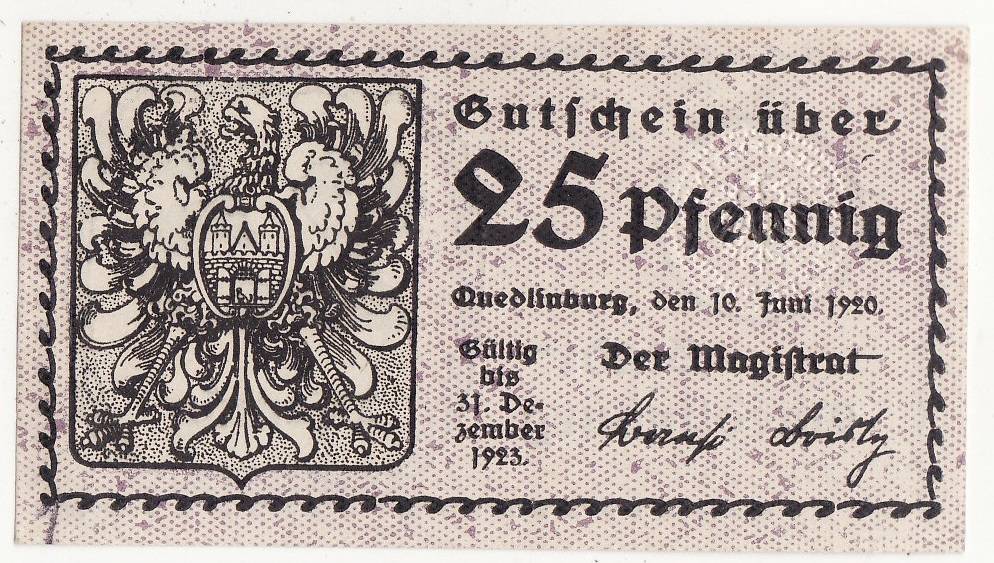 Gutschein über
25 Pfennig
Quedlinburg, den 10. Juni 1920.
Gültig
bis
31. De-
zember
1923.
Der Magistrat